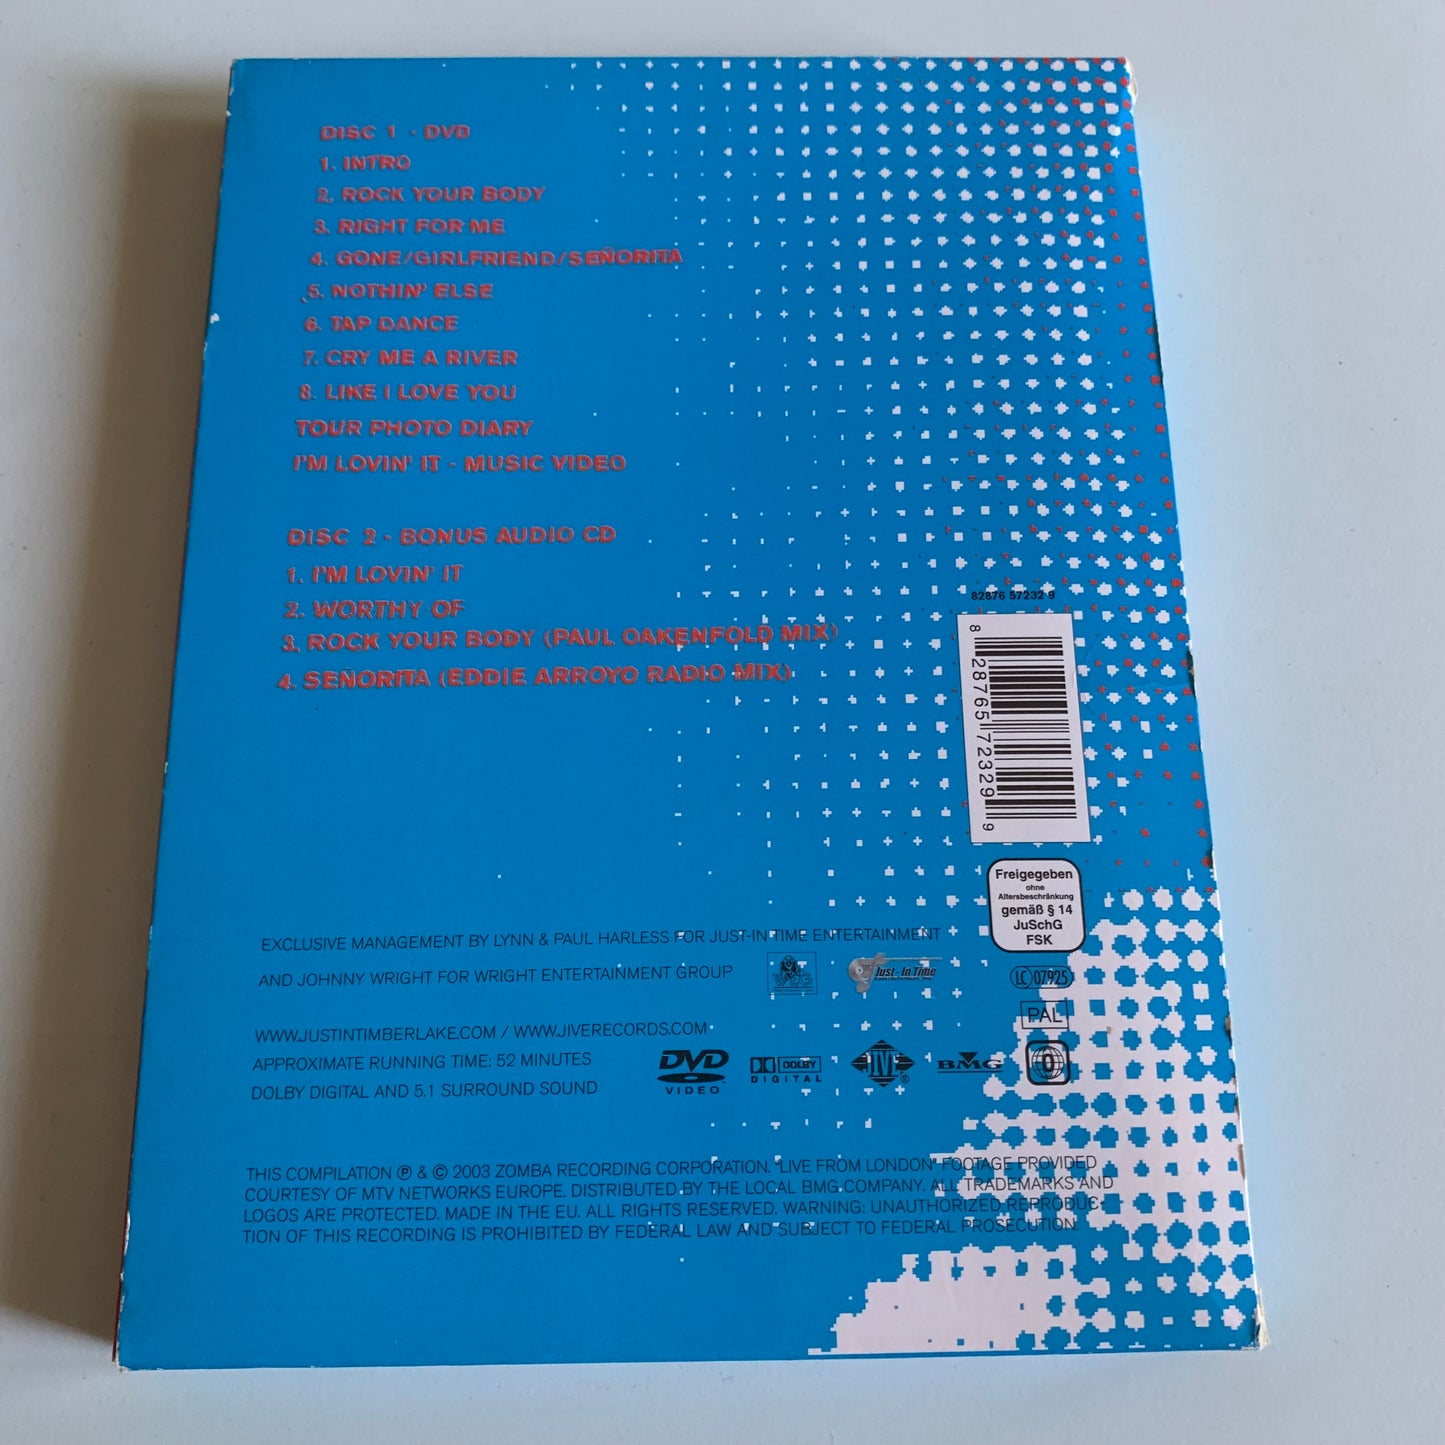 DISC 1 - DVD
1. INTRO
2. ROCK YOUR BODY
3. RIGHT FOR ME
4. GONE/GIRLFRIEND/SEÑORITA
5. NOTHIN' ELSE
6. TAP DANCE
7. CRY ME A RIVER
8. LIKE I LOVE YOU
TOUR PHOTO DIARY
I'M LOVIN' IT - MUSIC VIDEO
DISC 2 - BONUS AUDIO CD
1. I'M LOVIN' IT
2. WORTHY OF
3. ROCK YOUR BODY (PAUL OAKENFOLD MIX)
4. SEÑORITA (EDDIE ARROYO RADIO MIX)
82876 57232 9
8 28765 72329 9
Freigegeben
ohne
Altersbeschränkung
gemäß § 14
JuSchG
FSK
EXCLUSIVE MANAGEMENT BY LYNN & PAUL HARLESS FOR JUST-IN TIME ENTERTAINMENT
AND JOHNNY WRIGHT FOR WRIGHT ENTERTAINMENT GROUP
WEG
Just-In Time
LC 07925
PAL
WWW.JUSTINTIMBERLAKE.COM / WWW.JIVERECORDS.COM
APPROXIMATE RUNNING TIME: 52 MINUTES
DOLBY DIGITAL AND 5.1 SURROUND SOUND
DVD
VIDEO
DOLBY
DIGITAL
JIVE ®
BMG
0
THIS COMPILATION ℗ & © 2003 ZOMBA RECORDING CORPORATION. "LIVE FROM LONDON" FOOTAGE PROVIDED
COURTESY OF MTV NETWORKS EUROPE. DISTRIBUTED BY THE LOCAL BMG COMPANY. ALL TRADEMARKS AND
LOGOS ARE PROTECTED. MADE IN THE EU. ALL RIGHTS RESERVED. WARNING: UNAUTHORIZED REPRODUC-
TION OF THIS RECORDING IS PROHIBITED BY FEDERAL LAW AND SUBJECT TO FEDERAL PROSECUTION.